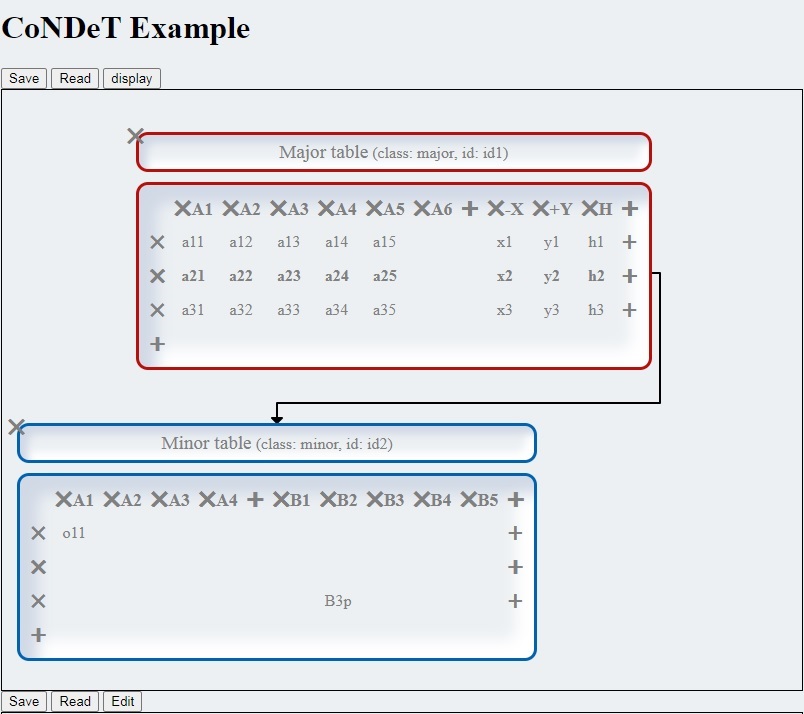 CoNDeT Example
Save Read display
Major table (class: major, id: id1)
A1 A2 A3 A4 A5 A6 + -X +Y H +
a11 a12 a13 a14 a15 x1 y1 h1 +
a21 a22 a23 a24 a25 x2 y2 h2 +
a31 a32 a33 a34 a35 x3 y3 h3 +
+
Minor table (class: minor, id: id2)
A1 A2 A3 A4 + B1 B2 B3 B4 B5 +
o11 +
+
B3p +
+
Save Read Edit